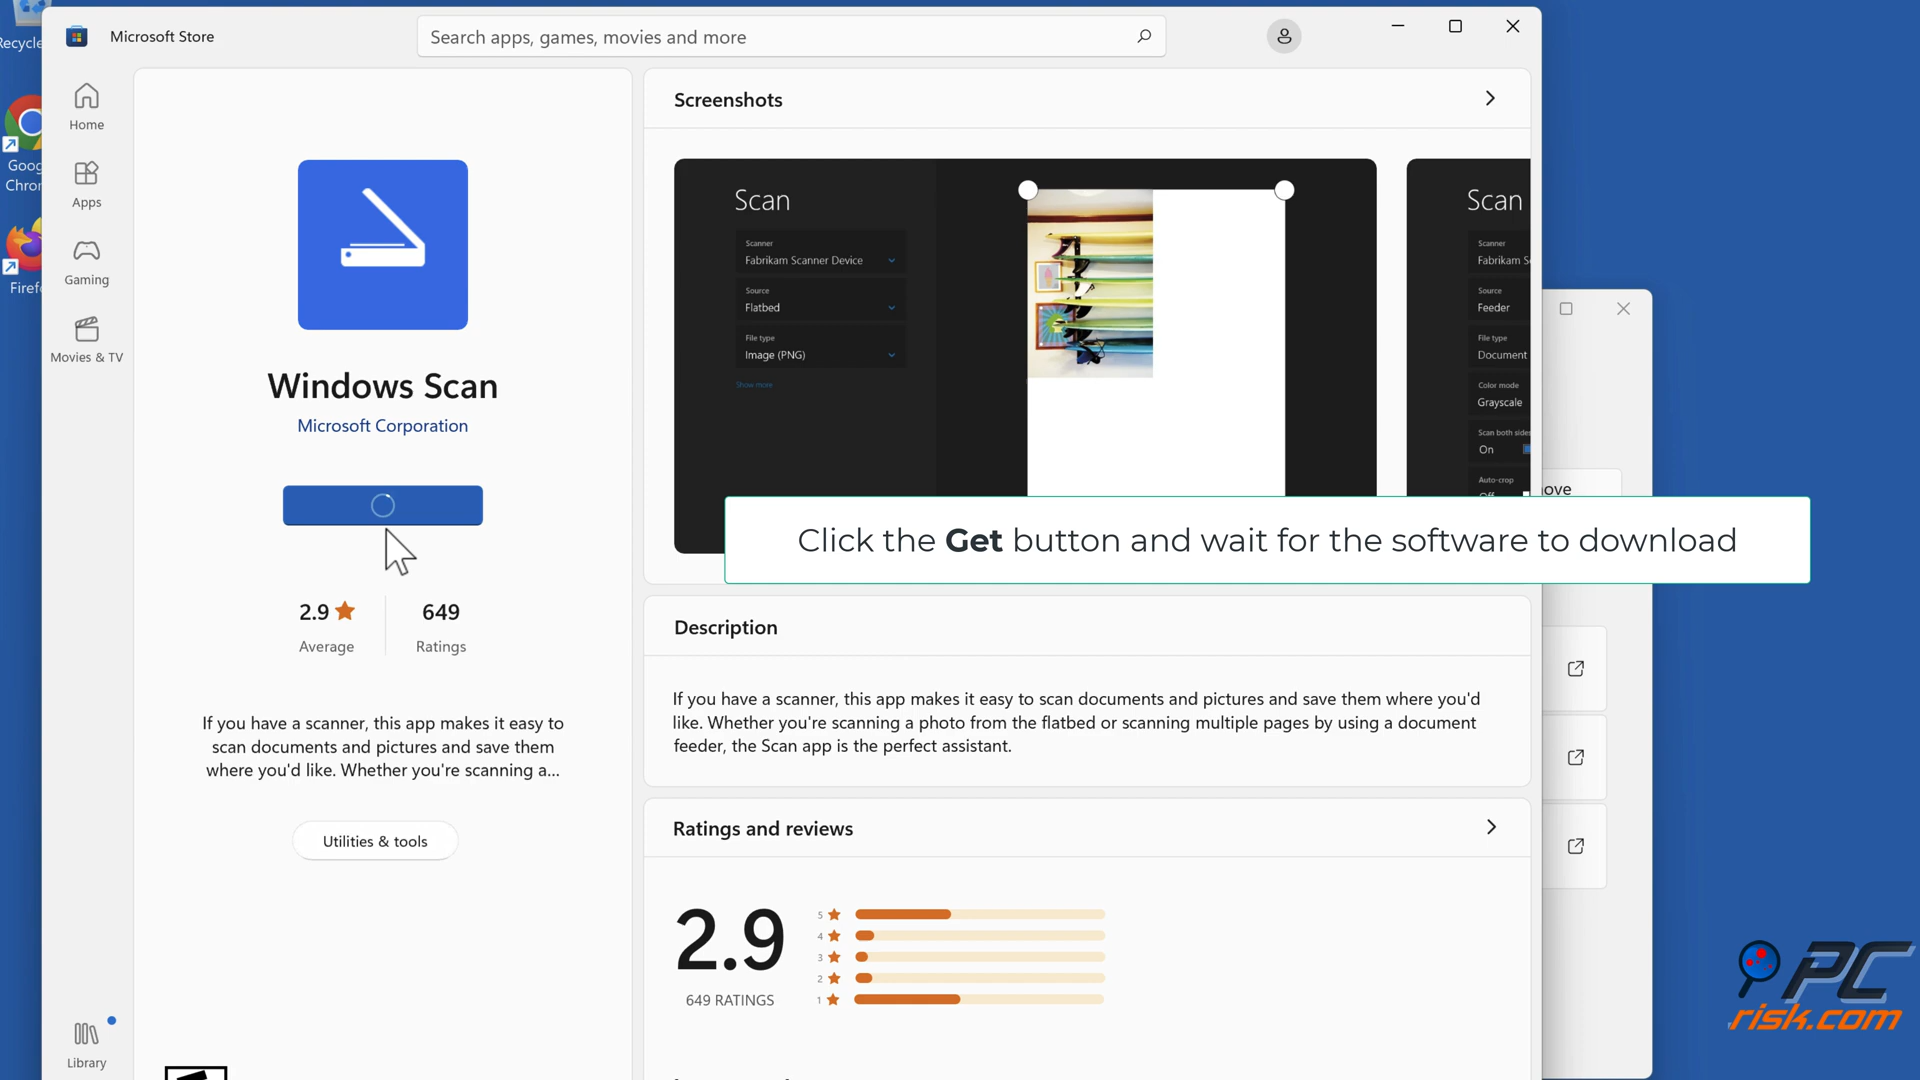 Recycle
Microsoft Store
Search apps, games, movies and more
Home
Apps
Gaming
Movies & TV
Library
Goog
Chrom
Firef
Windows Scan
Microsoft Corporation
2.9
Average
649
Ratings
If you have a scanner, this app makes it easy to
scan documents and pictures and save them
where you'd like. Whether you're scanning a...
Utilities & tools
Screenshots
Scan
Scanner
Fabrikam Scanner Device
Source
Flatbed
File type
Image (PNG)
Show more
Scan
Scanner
Fabrikam S
Source
Feeder
File type
Document
Color mode
Grayscale
Scan both sides
On
Auto-crop
Off
ove
Click the Get button and wait for the software to download
Description
If you have a scanner, this app makes it easy to scan documents and pictures and save them where you'd
like. Whether you're scanning a photo from the flatbed or scanning multiple pages by using a document
feeder, the Scan app is the perfect assistant.
Ratings and reviews
2.9
649 RATINGS
5
4
3
2
1
PC
risk.com